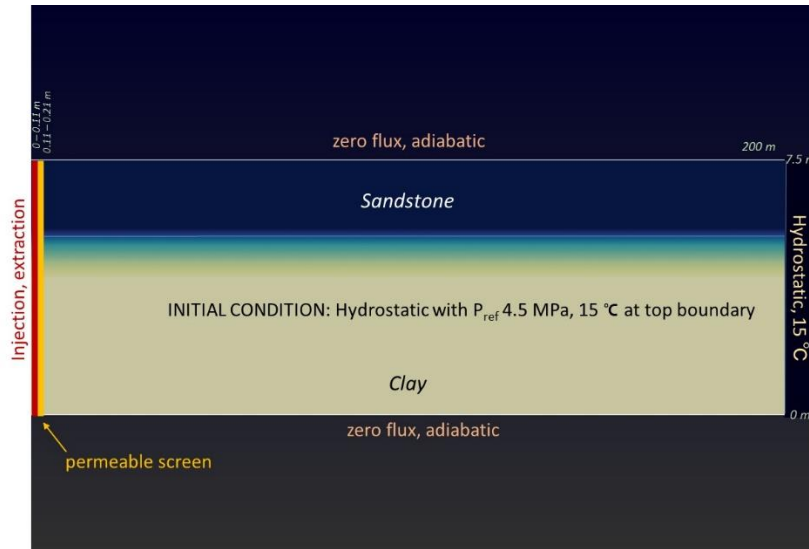 0 – 0.11 m
0.11 – 0.21 m
zero flux, adiabatic
200 m
7.5 m
Sandstone
Injection, extraction
Hydrostatic, 15 ℃
INITIAL CONDITION: Hydrostatic with Pref 4.5 MPa, 15 ℃ at top boundary
Clay
0 m
zero flux, adiabatic
permeable screen